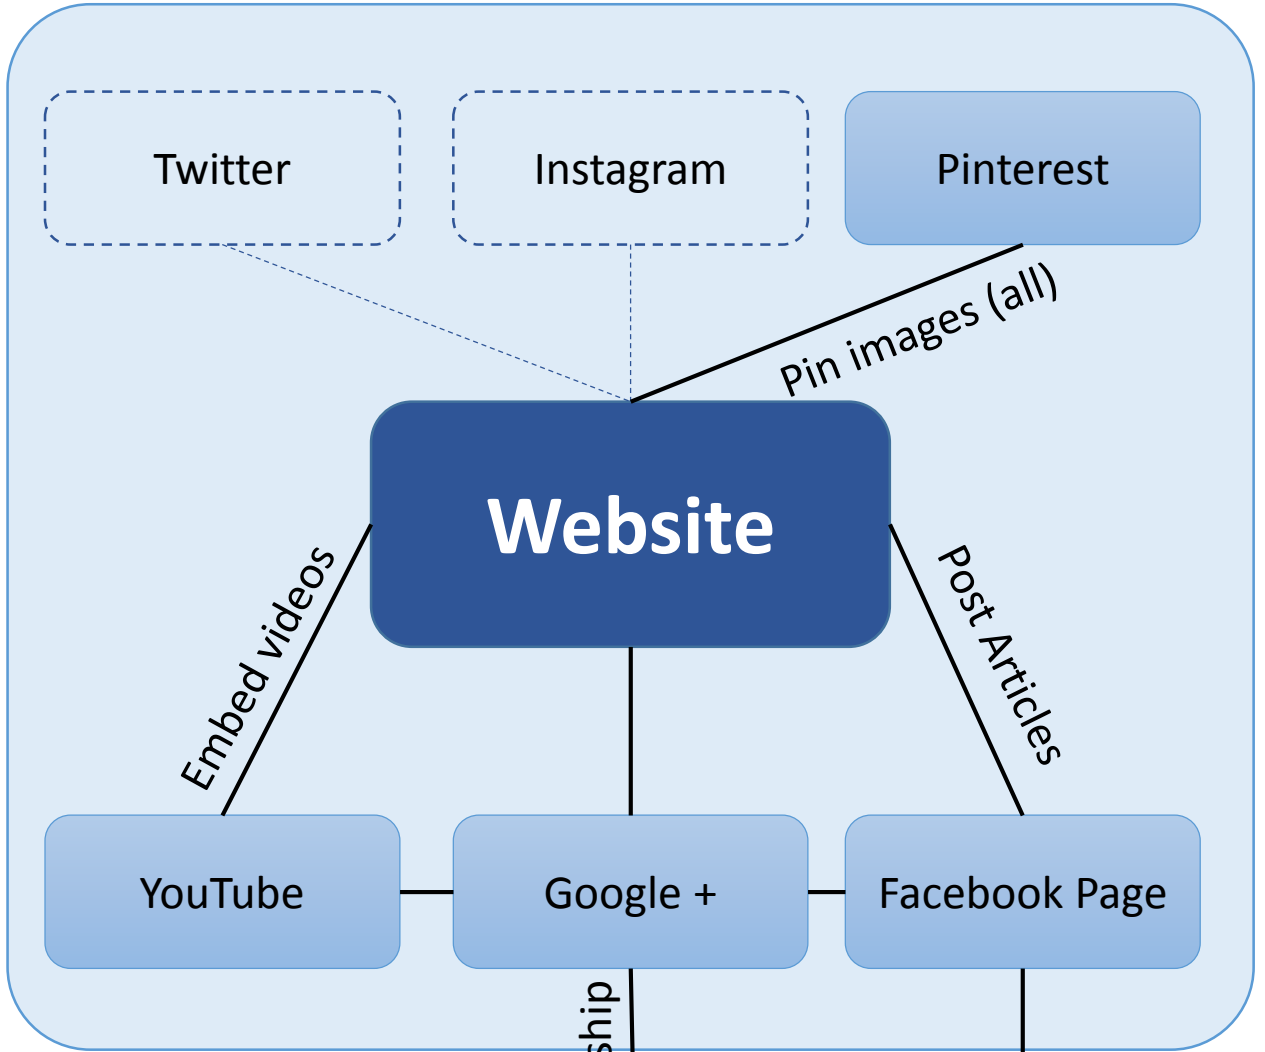 Twitter
Instagram
Pinterest
Pin images (all)
Website
Embed videos
Post Articles
YouTube
Google +
Facebook Page